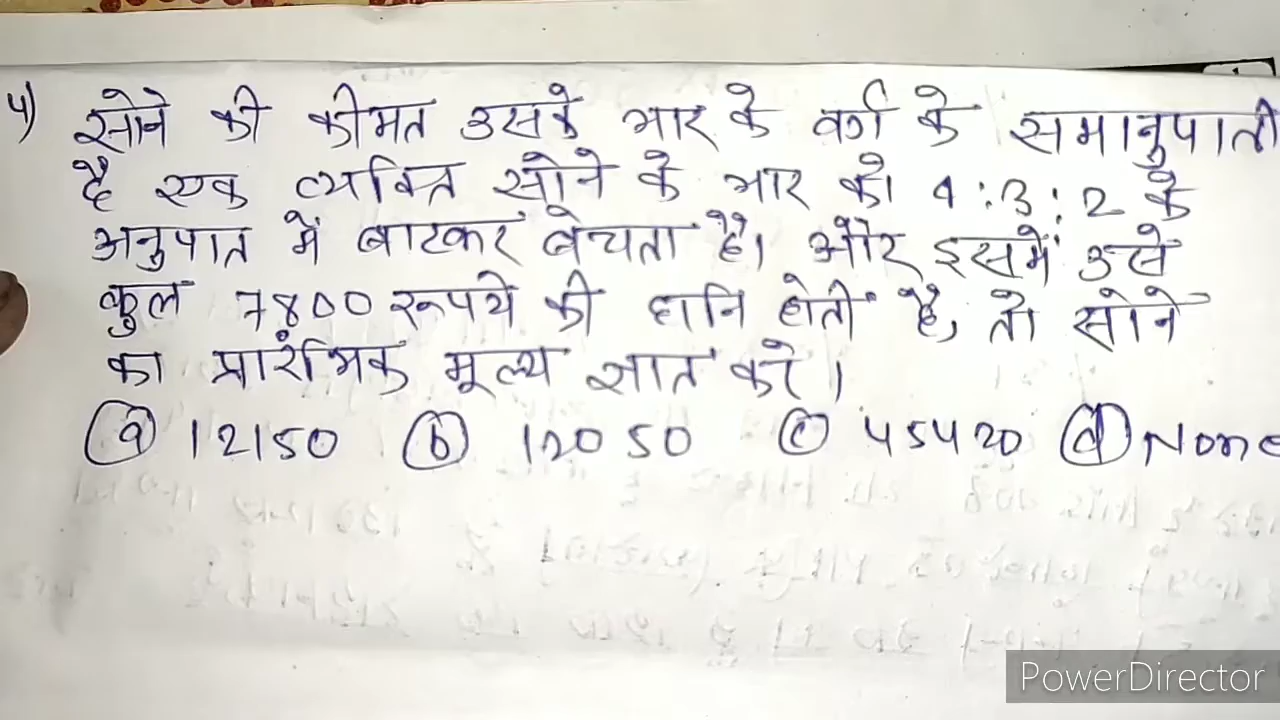 ५) सोने की कीमत उसके भार के वर्ग के समानुपाती
है एक व्यक्ति सोने के भार को 4:3:2 के
अनुपात में बाटकर बेचता है। और इसमें उसे
कुल 7800 रूपये की हानि होती है, तो सोने
का प्रारंभिक मूल्य ज्ञात करे।
(a) 12150 (b) 12050 (c) 45420 (d) None
PowerDirector